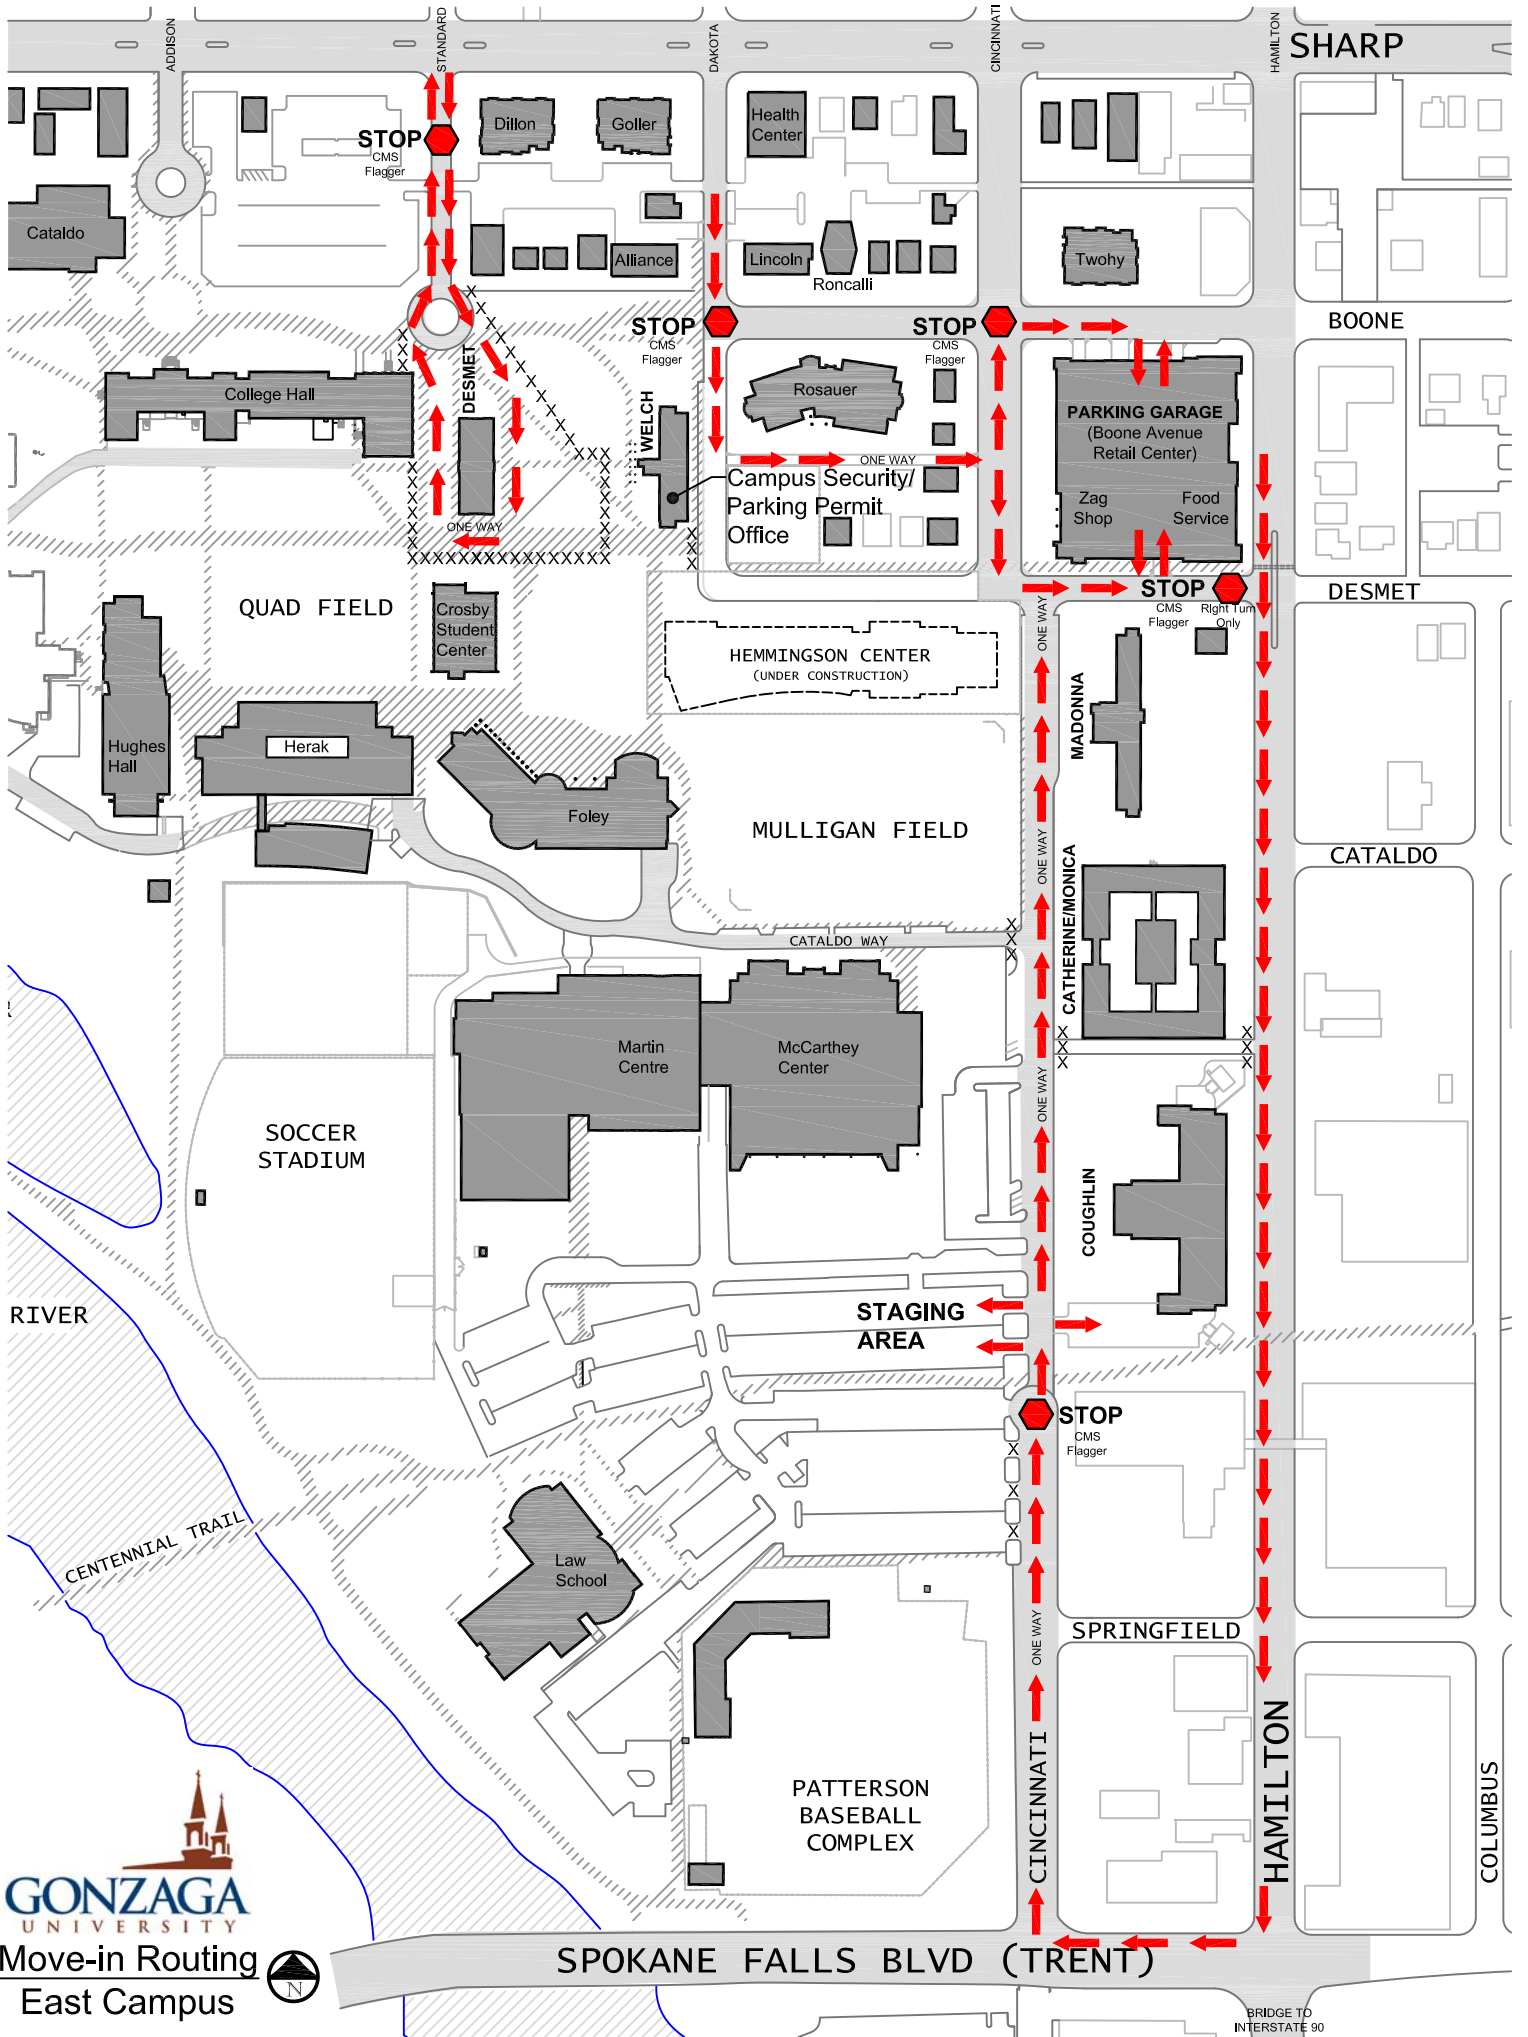 ADDISON
STANDARD
DAKOTA
CINCINNATI
HAMILTON
SHARP
STOP
CMS
Flagger
Dillon
Goller
Health
Center
Cataldo
Alliance
Lincoln
Roncalli
Twohy
STOP
CMS
Flagger
STOP
CMS
Flagger
BOONE
College Hall
DESMET
WELCH
Rosauer
PARKING GARAGE
(Boone Avenue
Retail Center)
Zag
Shop
Food
Service
ONE WAY
Campus Security/
Parking Permit
Office
ONE WAY
QUAD FIELD
Crosby
Student
Center
STOP
CMS
Flagger
Right Turn
Only
DESMET
ONE WAY
HEMMINGSON CENTER
(UNDER CONSTRUCTION)
MADONNA
Hughes
Hall
Herak
Foley
MULLIGAN FIELD
ONE WAY
CATALDO
CATHERINE/MONICA
CATALDO WAY
Martin
Centre
McCarthey
Center
ONE WAY
SOCCER
STADIUM
COUGHLIN
RIVER
STAGING
AREA
STOP
CMS
Flagger
CENTENNIAL TRAIL
Law
School
ONE WAY
SPRINGFIELD
PATTERSON
BASEBALL
COMPLEX
CINCINNATI
HAMILTON
COLUMBUS
GONZAGA
UNIVERSITY
Move-in Routing
East Campus
N
SPOKANE FALLS BLVD (TRENT)
BRIDGE TO
INTERSTATE 90